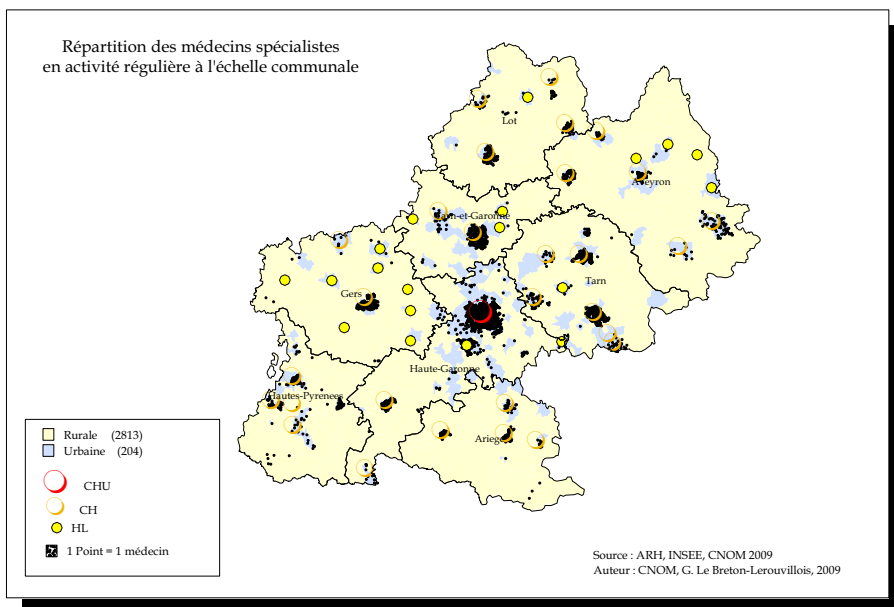 Répartition des médecins spécialistes
en activité régulière à l'échelle communale
Lot
Aveyron
Tarn-et-Garonne
Tarn
Gers
Haute-Garonne
Hautes-Pyrenees
Ariege
Rurale (2813)
Urbaine (204)
CHU
CH
HL
1 Point = 1 médecin
Source : ARH, INSEE, CNOM 2009
Auteur : CNOM, G. Le Breton-Lerouvillois, 2009